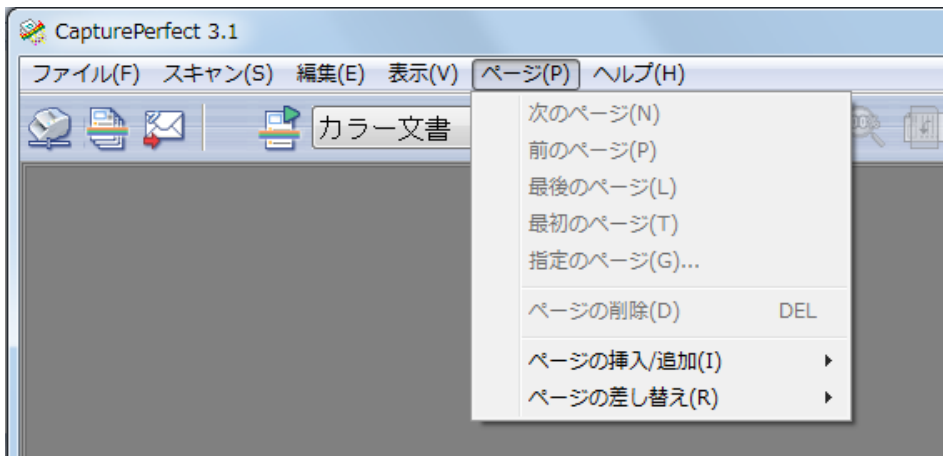 CapturePerfect 3.1
ファイル(F) スキャン(S) 編集(E) 表示(V) ページ(P) ヘルプ(H)
カラー文書
次のページ(N)
前のページ(P)
最後のページ(L)
最初のページ(T)
指定のページ(G)...
ページの削除(D) DEL
ページの挿入/追加(I)
ページの差し替え(R)